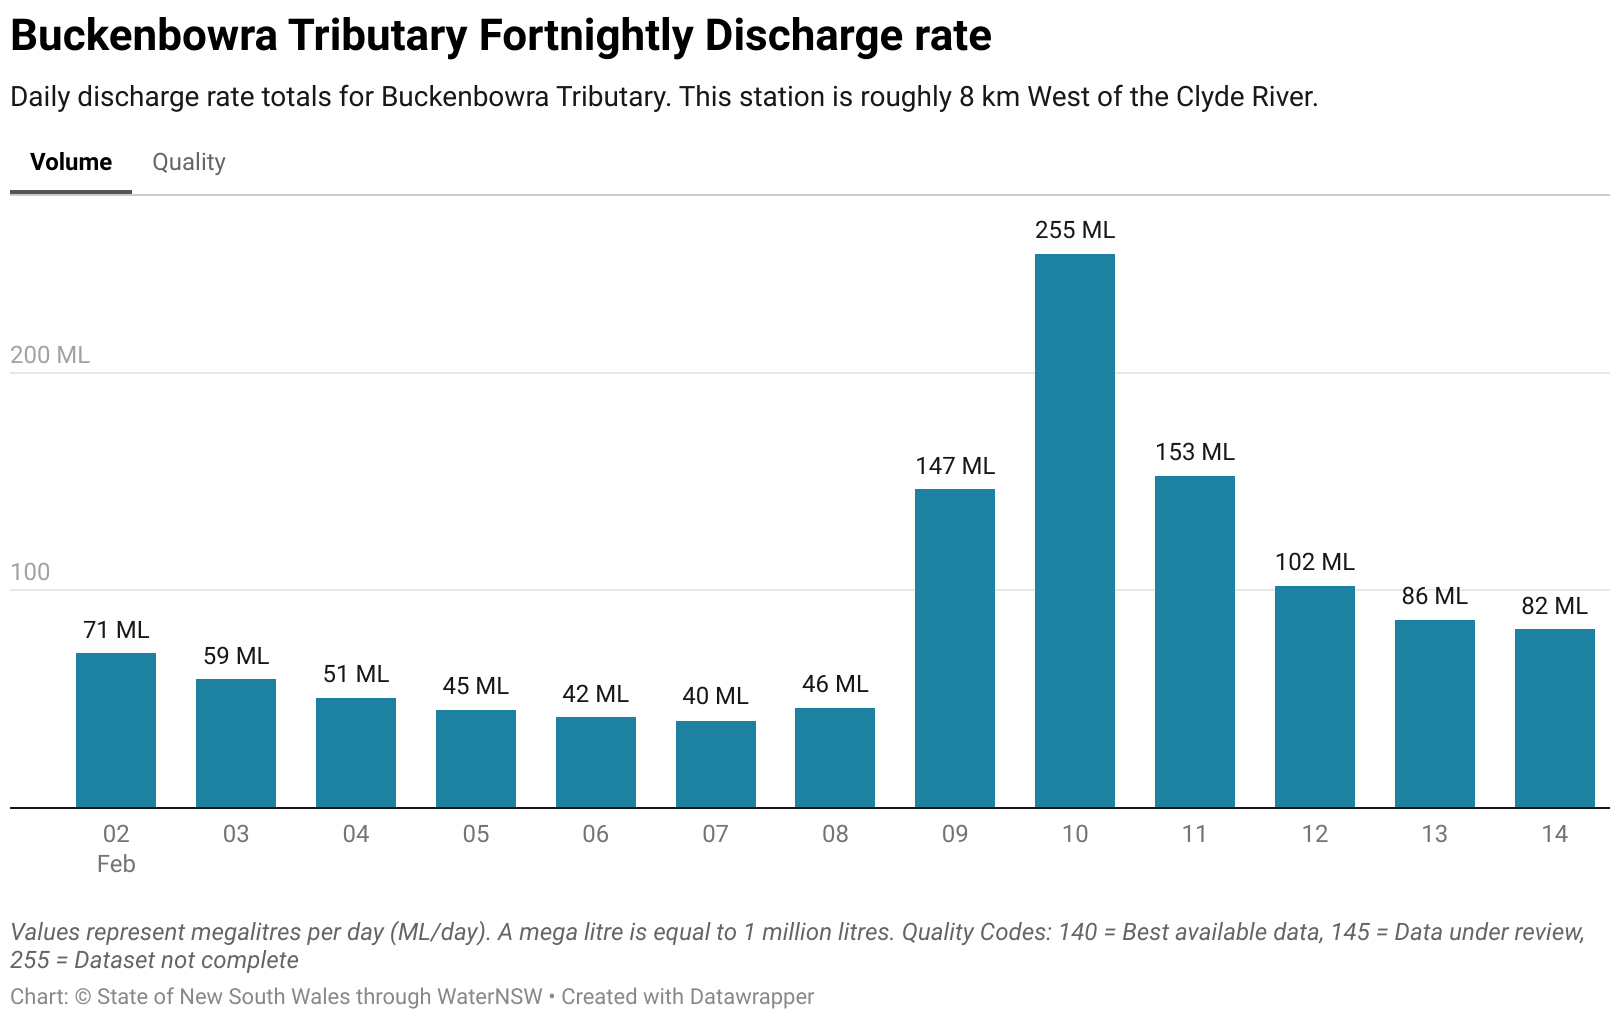 Buckenbowra Tributary Fortnightly Discharge rate
Daily discharge rate totals for Buckenbowra Tributary. This station is roughly 8 km West of the Clyde River.
Volume Quality
255 ML
200 ML
153 ML
147 ML
102 ML
100
86 ML
82 ML
71 ML
59 ML
51 ML
45 ML
42 ML
40 ML
46 ML
02 03 04 05 06 07 08 09 10 11 12 13 14
Feb
Values represent megalitres per day (ML/day). A mega litre is equal to 1 million litres. Quality Codes: 140 = Best available data, 145 = Data under review,
255 = Dataset not complete
Chart: © State of New South Wales through WaterNSW • Created with Datawrapper